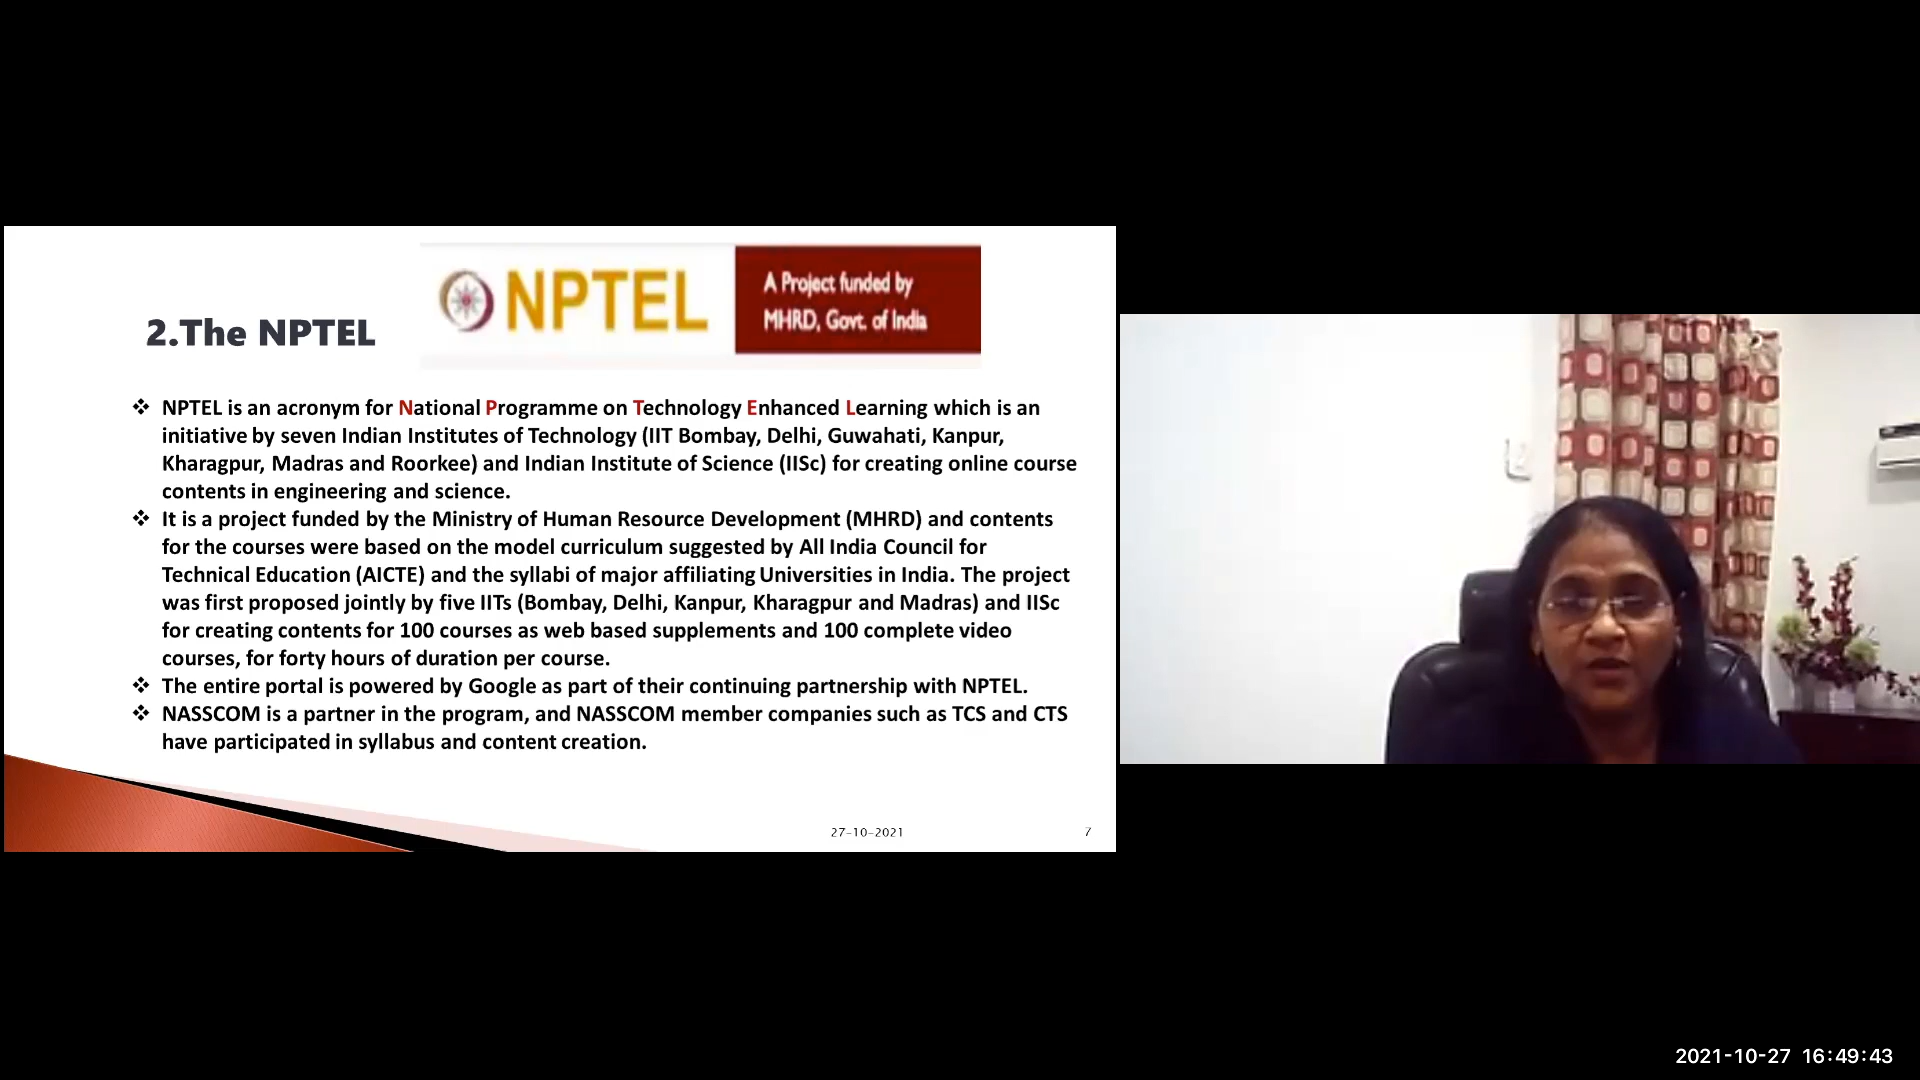 NPTEL
A Project funded by
MHRD, Govt. of India
2.The NPTEL
❖ NPTEL is an acronym for National Programme on Technology Enhanced Learning which is an
initiative by seven Indian Institutes of Technology (IIT Bombay, Delhi, Guwahati, Kanpur,
Kharagpur, Madras and Roorkee) and Indian Institute of Science (IISc) for creating online course
contents in engineering and science.
❖ It is a project funded by the Ministry of Human Resource Development (MHRD) and contents
for the courses were based on the model curriculum suggested by All India Council for
Technical Education (AICTE) and the syllabi of major affiliating Universities in India. The project
was first proposed jointly by five IITs (Bombay, Delhi, Kanpur, Kharagpur and Madras) and IISc
for creating contents for 100 courses as web based supplements and 100 complete video
courses, for forty hours of duration per course.
❖ The entire portal is powered by Google as part of their continuing partnership with NPTEL.
❖ NASSCOM is a partner in the program, and NASSCOM member companies such as TCS and CTS
have participated in syllabus and content creation.
27-10-2021
7
2021-10-27 16:49:43